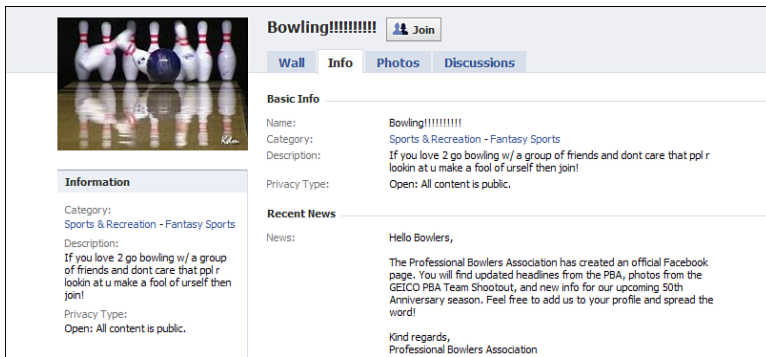 Bowling!!!!!!!!!!
Join
Wall Info Photos Discussions
Kdm
Information
Category:
Sports & Recreation - Fantasy Sports
Description:
If you love 2 go bowling w/ a group
of friends and dont care that ppl r
lookin at u make a fool of urself then
join!
Privacy Type:
Open: All content is public.
Basic Info
Name: Bowling!!!!!!!!!!
Category: Sports & Recreation - Fantasy Sports
Description: If you love 2 go bowling w/ a group of friends and dont care that ppl r
lookin at u make a fool of urself then join!
Privacy Type: Open: All content is public.
Recent News
News: Hello Bowlers,
The Professional Bowlers Association has created an official Facebook
page. You will find updated headlines from the PBA, photos from the
GEICO PBA Team Shootout, and new info for our upcoming 50th
Anniversary season. Feel free to add us to your profile and spread the
word!
Kind regards,
Professional Bowlers Association